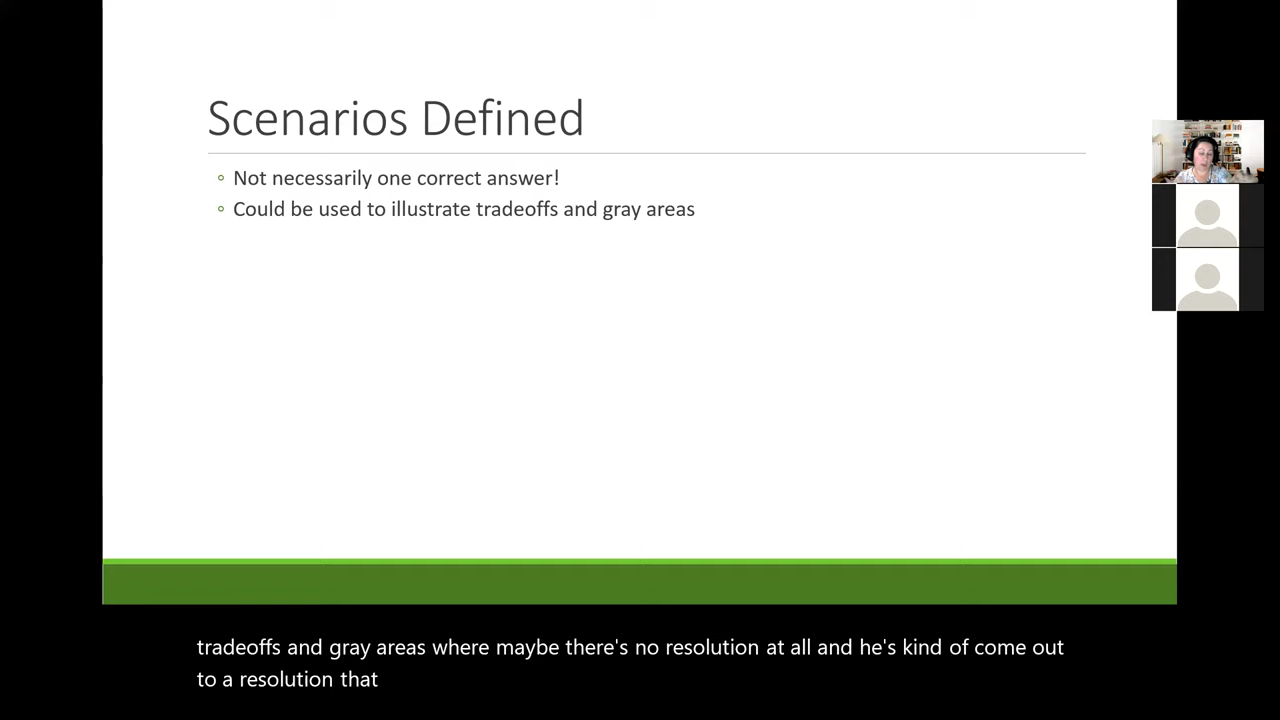 Scenarios Defined
Not necessarily one correct answer!
Could be used to illustrate tradeoffs and gray areas
tradeoffs and gray areas where maybe there's no resolution at all and he's kind of come out
to a resolution that